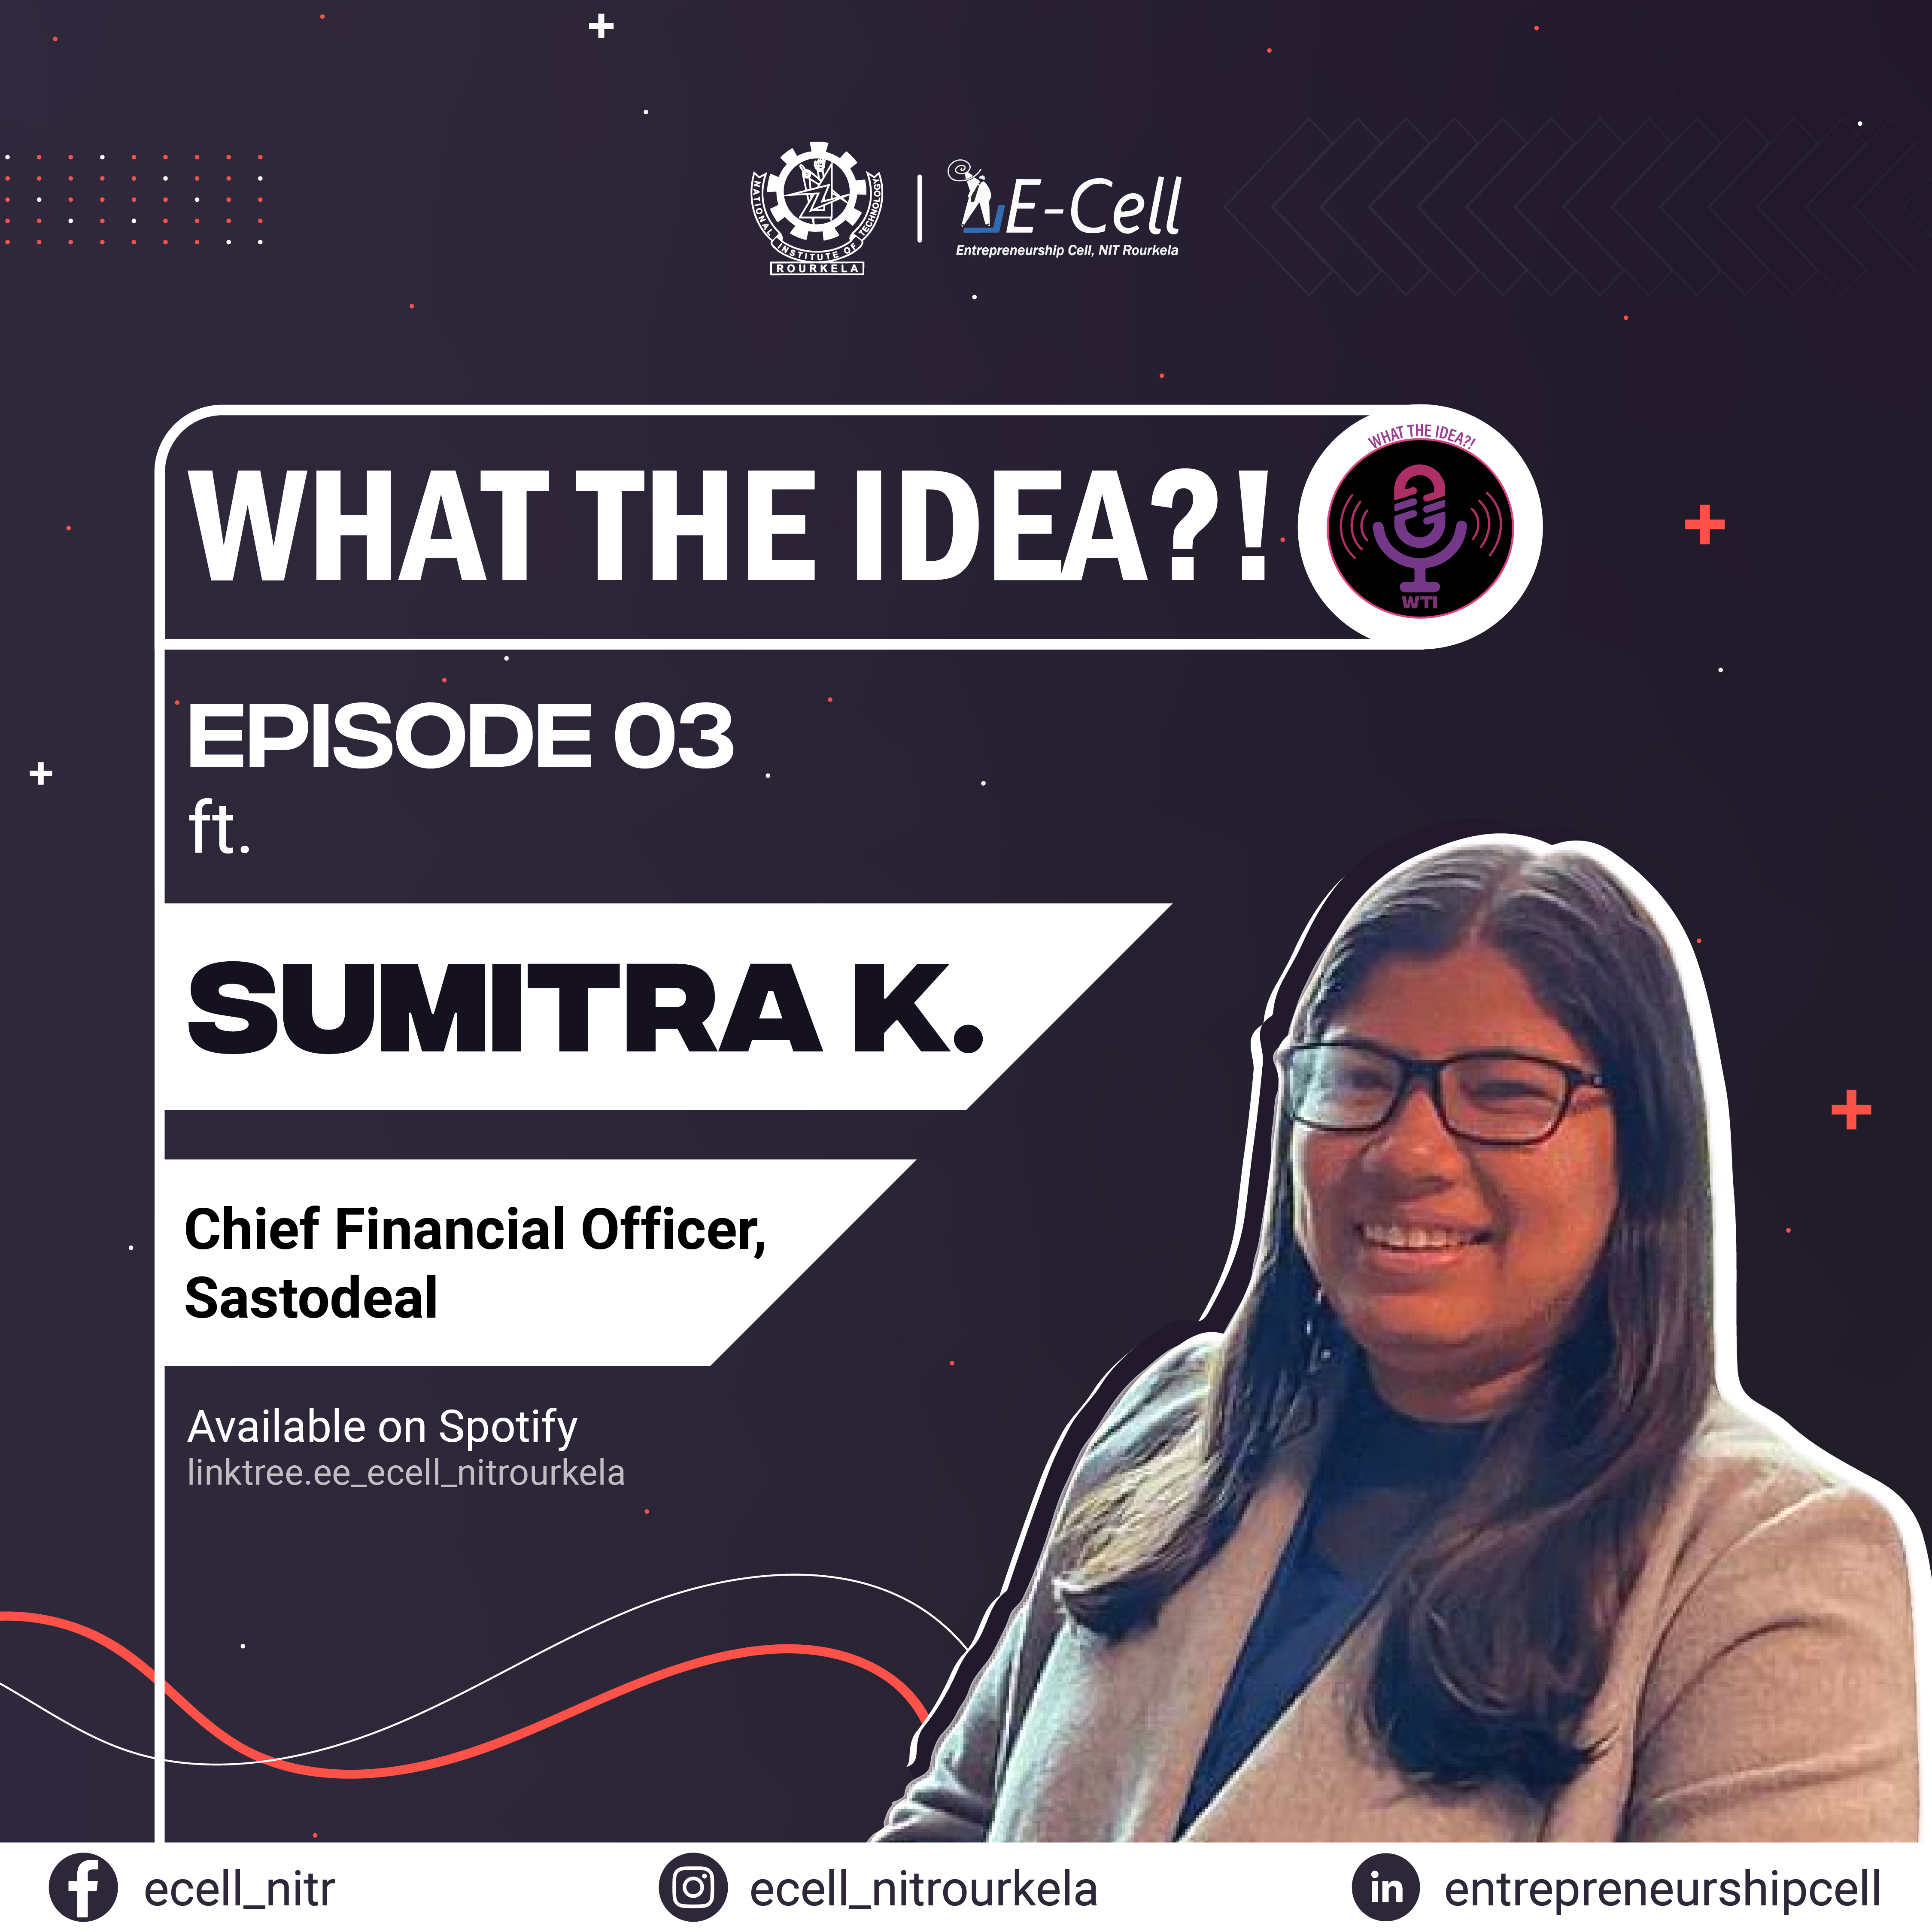 NATIONAL INSTITUTE OF TECHNOLOGY
ROURKELA
E-Cell
Entrepreneurship Cell, NIT Rourkela
WHAT THE IDEA?!
WHAT THE IDEA?!
WTI
EPISODE 03
ft.
SUMITRA K.
Chief Financial Officer,
Sastodeal
Available on Spotify
linktree.ee_ecell_nitrourkela
ecell_nitr
ecell_nitrourkela
entrepreneurshipcell